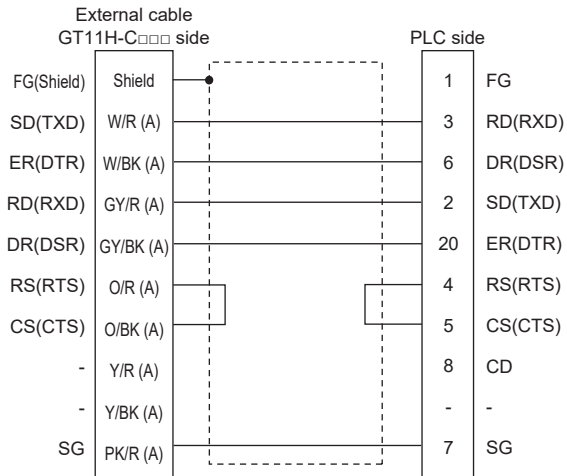 External cable
GT11H-C□□□ side PLC side
FG(Shield) Shield 1 FG
SD(TXD) W/R (A) 3 RD(RXD)
ER(DTR) W/BK (A) 6 DR(DSR)
RD(RXD) GY/R (A) 2 SD(TXD)
DR(DSR) GY/BK (A) 20 ER(DTR)
RS(RTS) O/R (A) 4 RS(RTS)
CS(CTS) O/BK (A) 5 CS(CTS)
- Y/R (A) 8 CD
- Y/BK (A) - -
SG PK/R (A) 7 SG